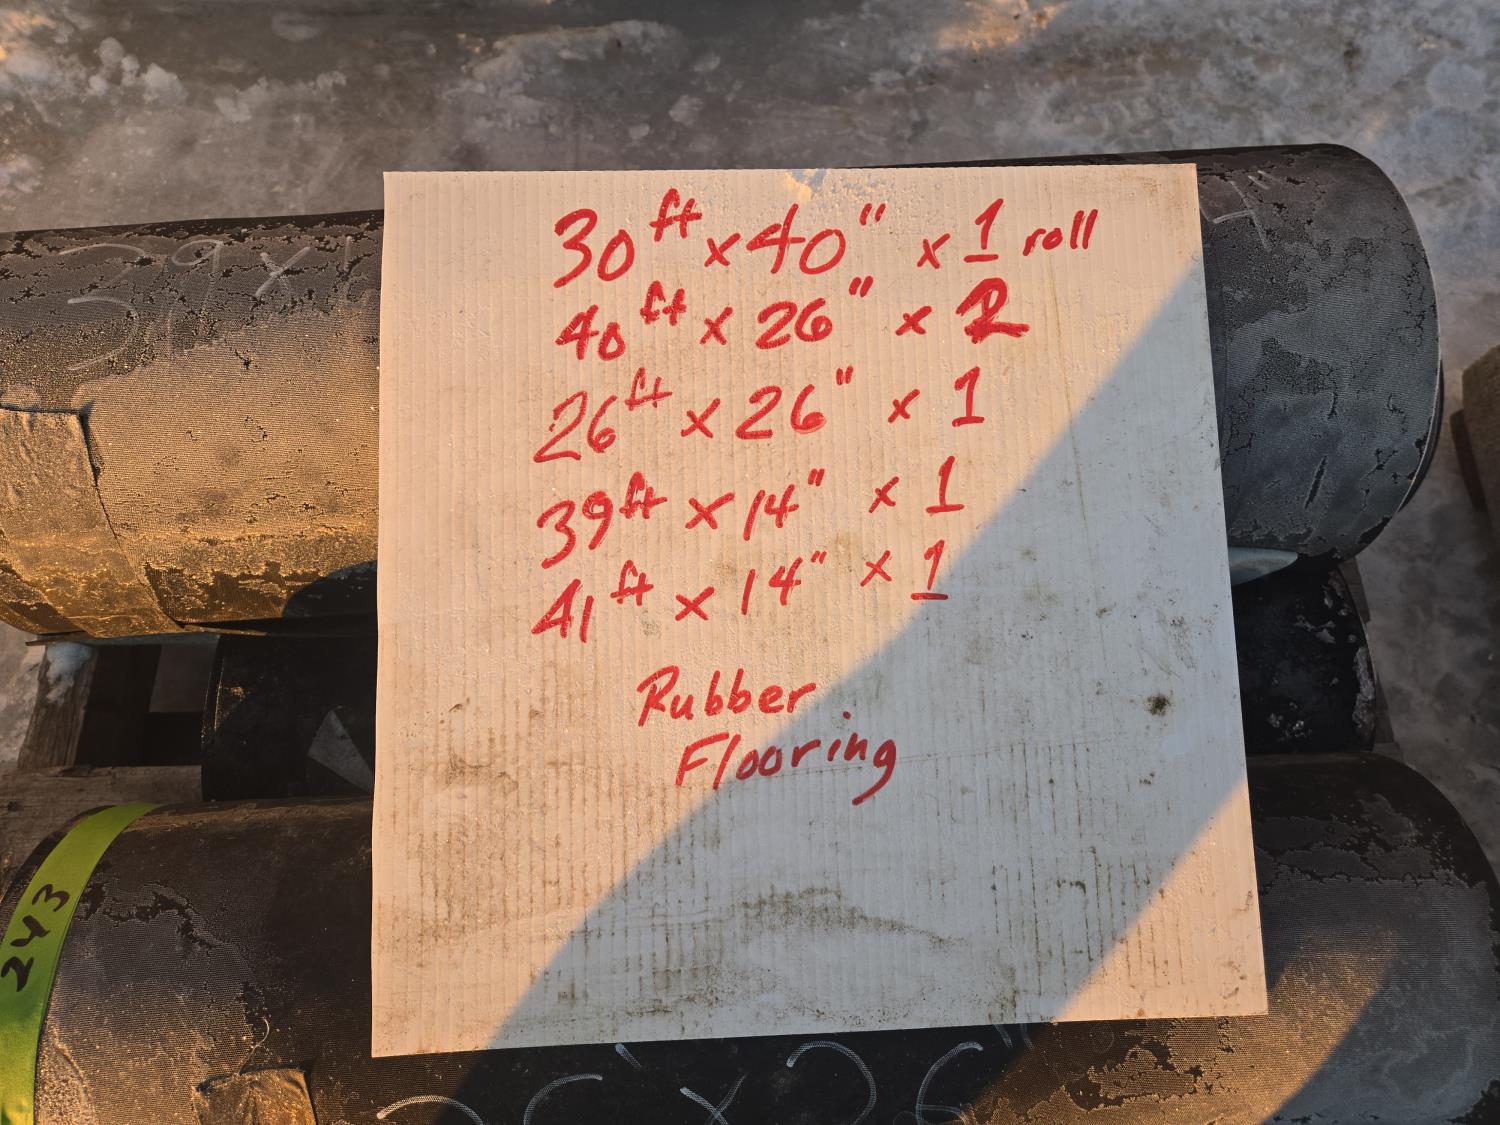 30ft x 40" x 1 roll
40ft x 26" x 2
26ft x 26" x 1
39ft x 14" x 1
41ft x 14" x 1
Rubber
Flooring
243